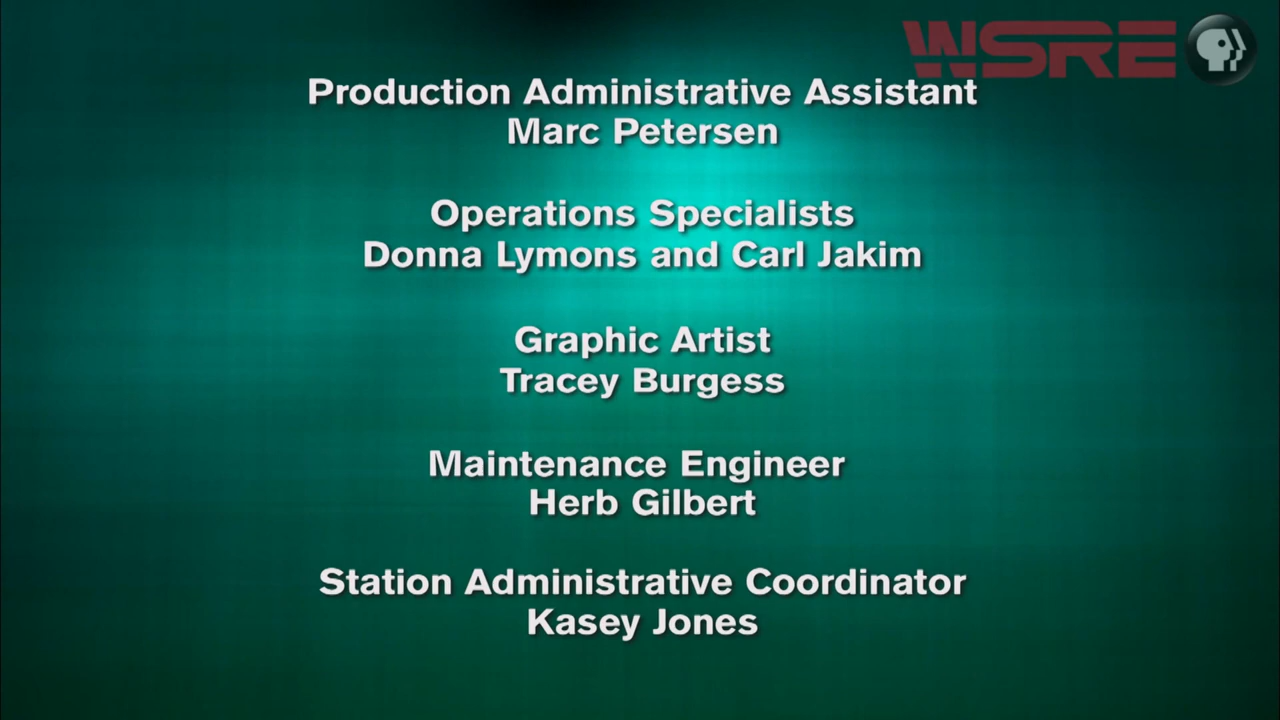 WSRE
Production Administrative Assistant
Marc Petersen
Operations Specialists
Donna Lymons and Carl Jakim
Graphic Artist
Tracey Burgess
Maintenance Engineer
Herb Gilbert
Station Administrative Coordinator
Kasey Jones